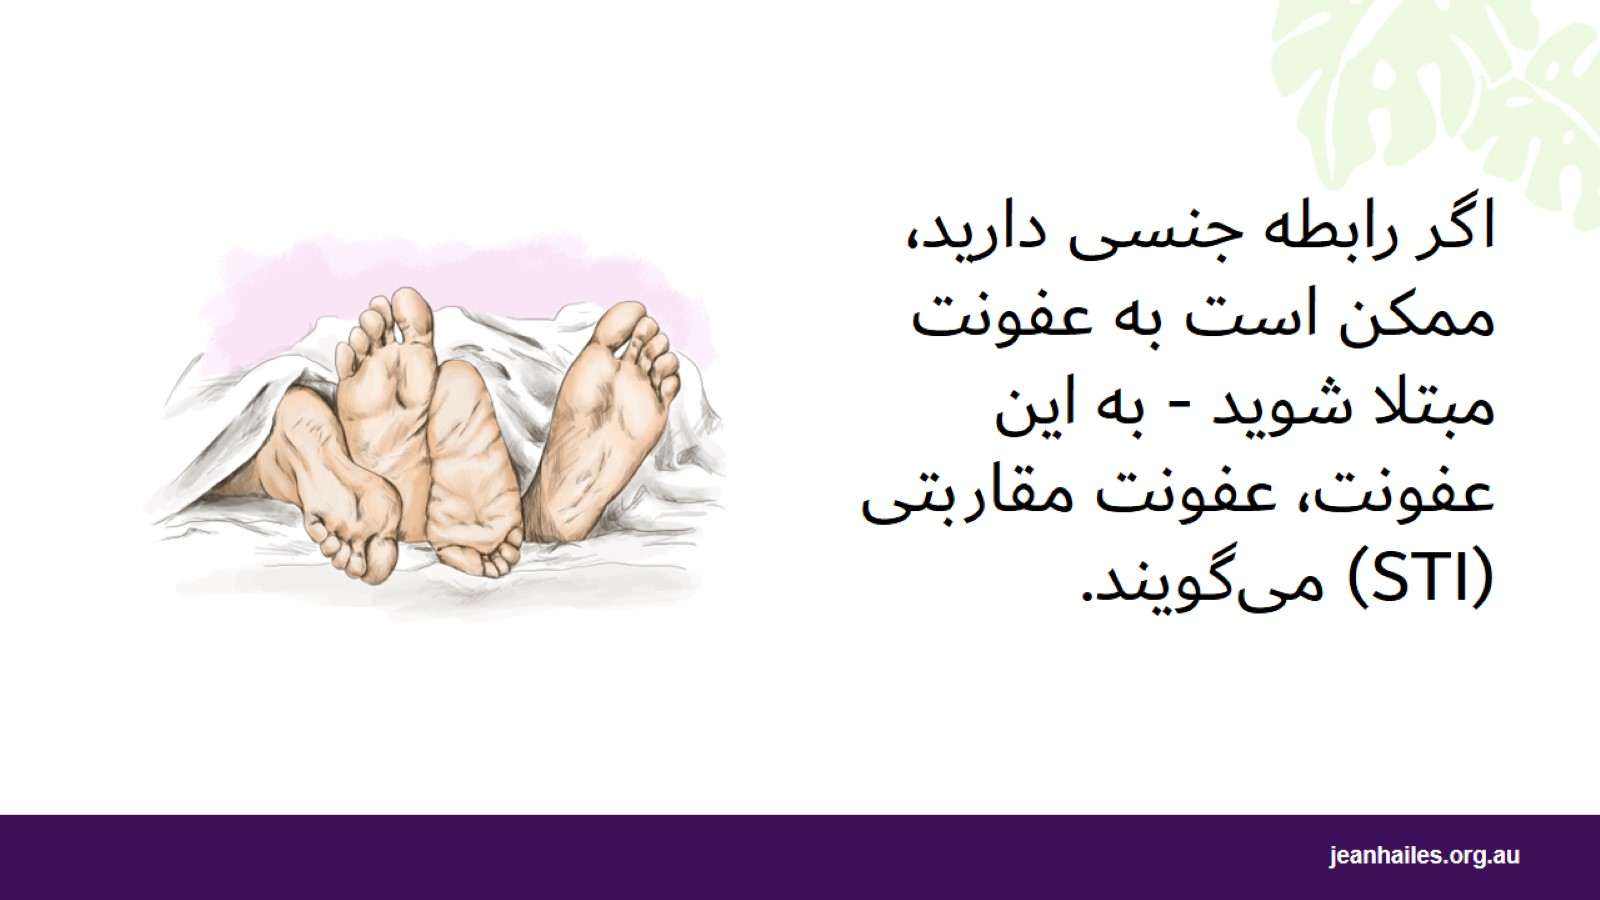 اگر رابطه جنسی دارید،
ممکن است به عفونت
مبتلا شوید - به این
عفونت، عفونت مقاربتی
(STI) می‌گویند.
jeanhailes.org.au